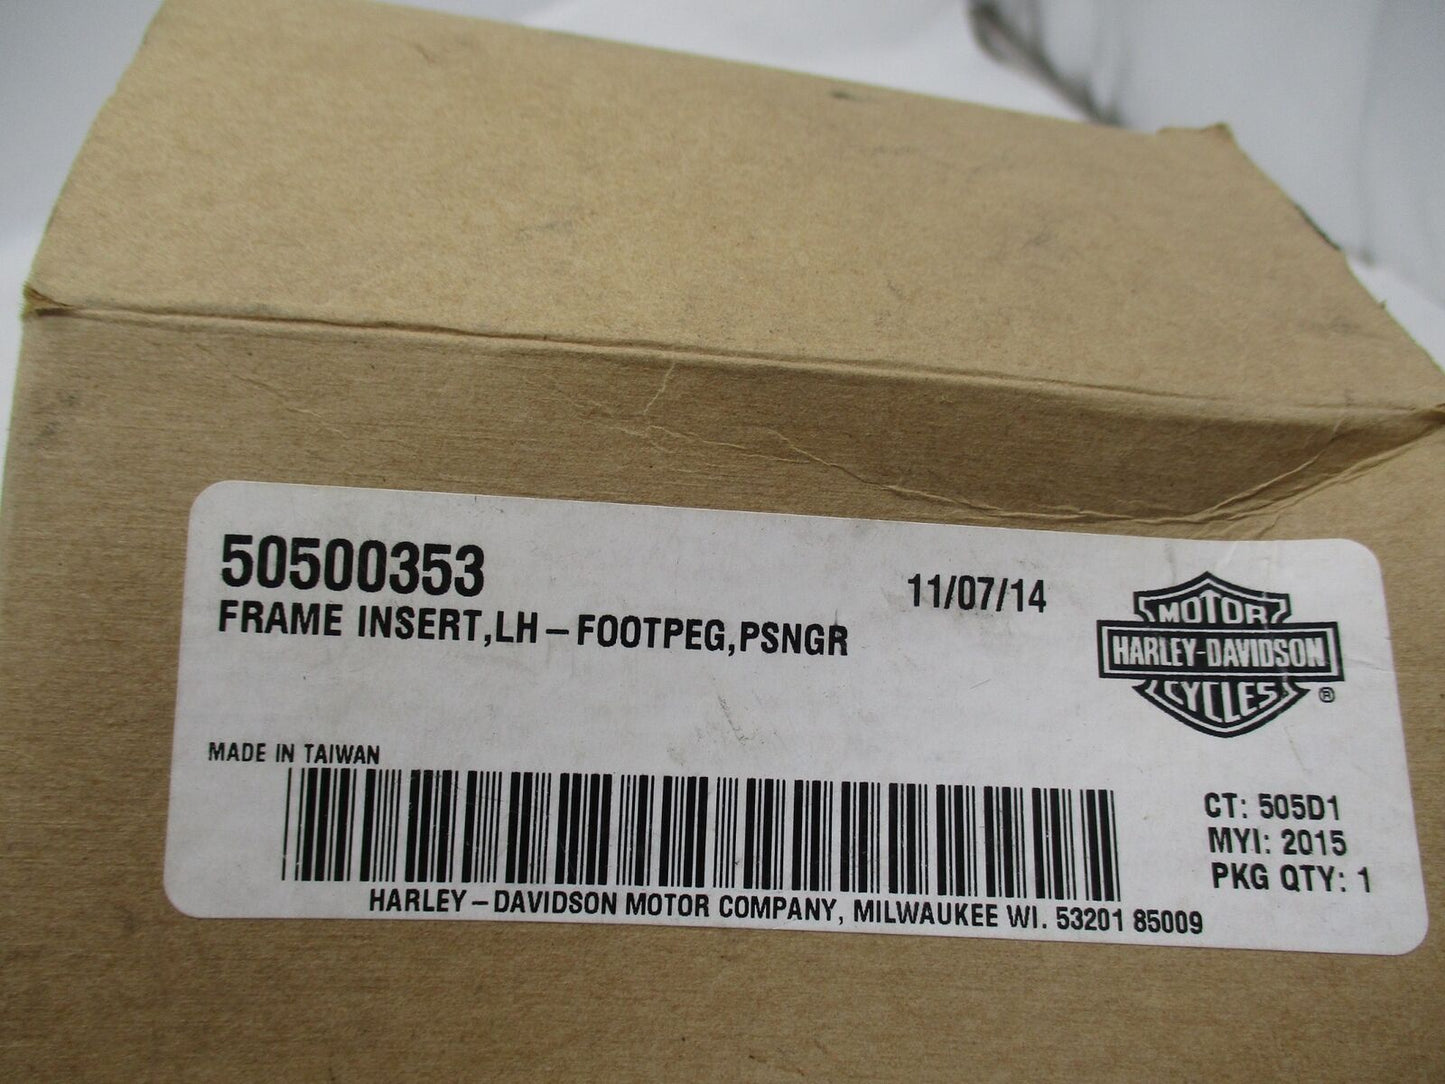 50500353
11/07/14
FRAME INSERT,LH–FOOTPEG,PSNGR
MOTOR
HARLEY-DAVIDSON
CYCLES
®
MADE IN TAIWAN
CT: 505D1
MYI: 2015
PKG QTY: 1
HARLEY–DAVIDSON MOTOR COMPANY, MILWAUKEE WI. 53201 85009